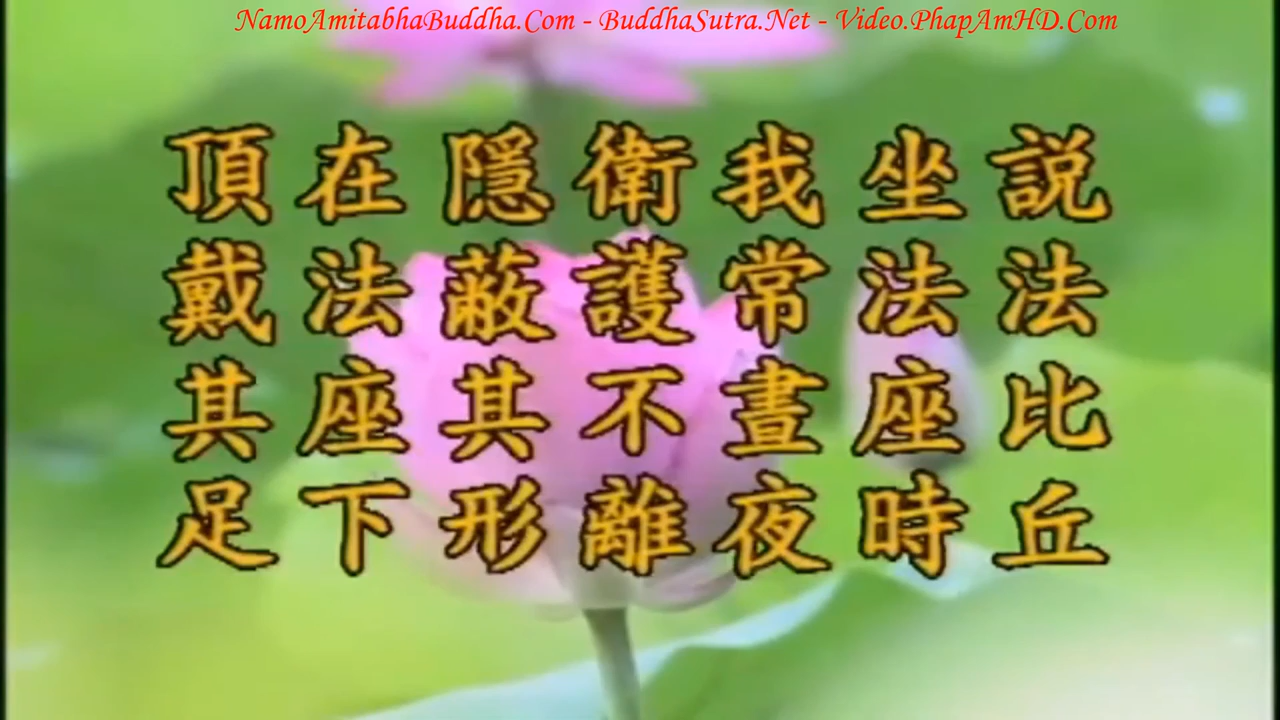 NamoAmitabhaBuddha.Com - BuddhaSutra.Net - Video.PhapAmHD.Com
説法比丘
坐法座時
我常晝夜
衛護不離
隱蔽其形
在法座下
頂戴其足